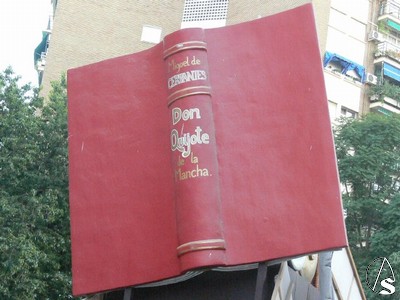 Miguel de
CERVANTES
Don
Quijote
de la
Mancha.